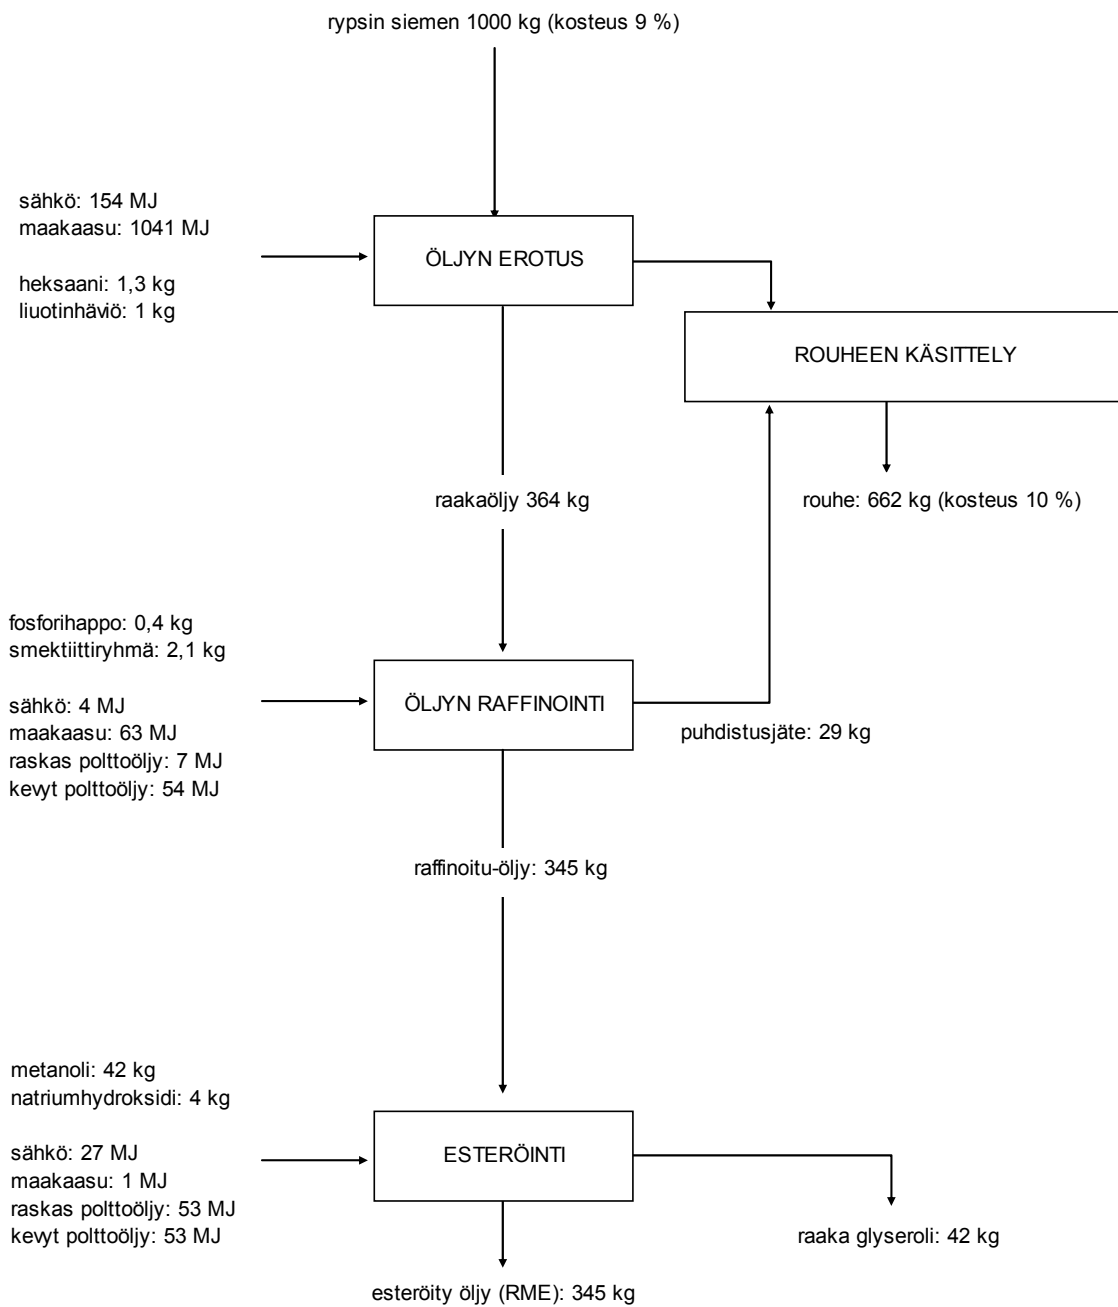 rypsin siemen 1000 kg (kosteus 9 %)
sähkö: 154 MJ
maakaasu: 1041 MJ
heksaani: 1,3 kg
liuotinhäviö: 1 kg
ÖLJYN EROTUS
ROUHEEN KÄSITTELY
raakaöljy 364 kg
rouhe: 662 kg (kosteus 10 %)
fosforihappo: 0,4 kg
smektiittiryhmä: 2,1 kg
sähkö: 4 MJ
maakaasu: 63 MJ
raskas polttoöljy: 7 MJ
kevyt polttoöljy: 54 MJ
ÖLJYN RAFFINOINTI
puhdistusjäte: 29 kg
raffinoitu-öljy: 345 kg
metanoli: 42 kg
natriumhydroksidi: 4 kg
sähkö: 27 MJ
maakaasu: 1 MJ
raskas polttoöljy: 53 MJ
kevyt polttoöljy: 53 MJ
ESTERÖINTI
raaka glyseroli: 42 kg
esteröity öljy (RME): 345 kg